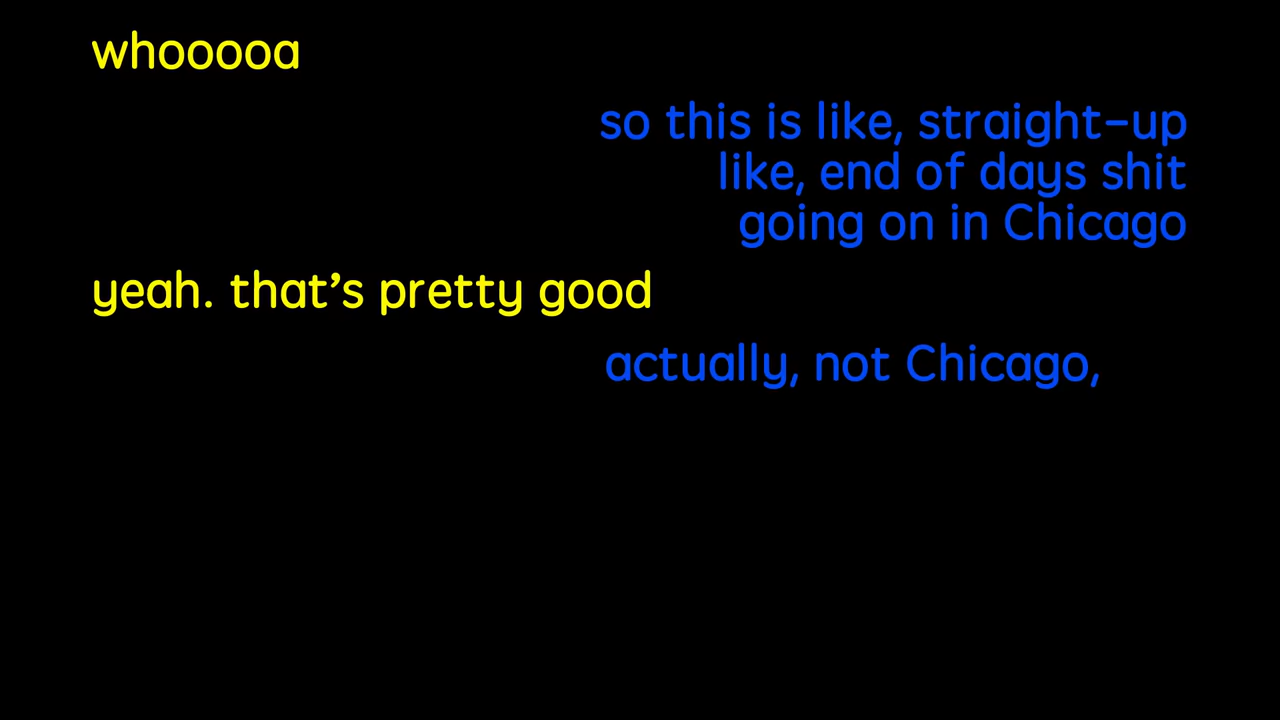 whooooa
so this is like, straight-up
like, end of days shit
going on in Chicago
yeah. that’s pretty good
actually, not Chicago,